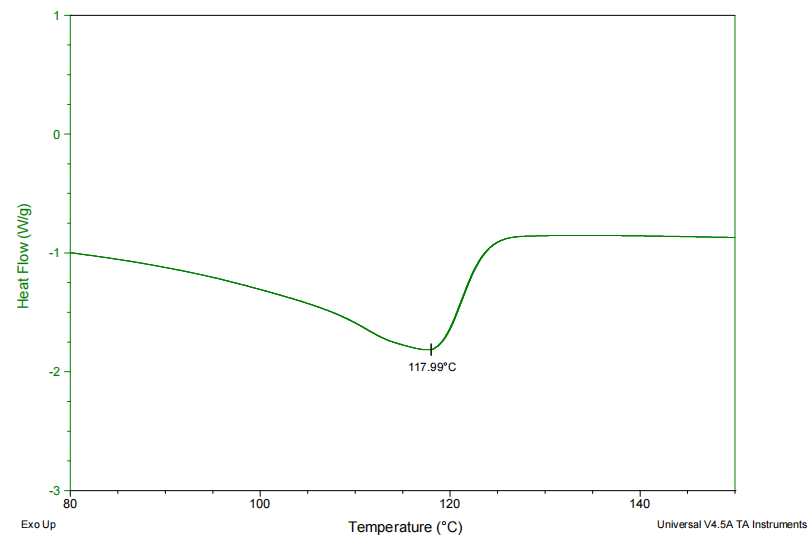 1
0
-1
-2
-3
Heat Flow (W/g)
117.99°C
80
100
120
140
Exo Up
Temperature (°C)
Universal V4.5A TA Instruments